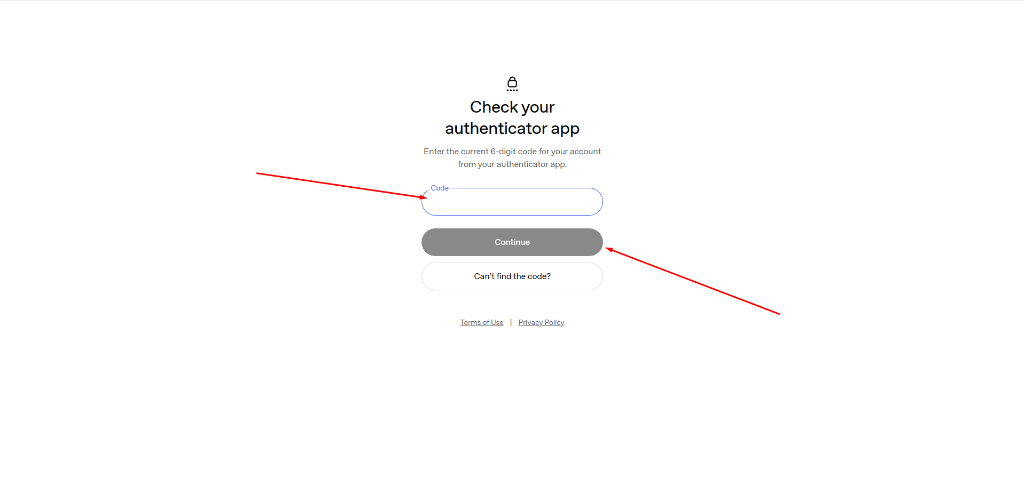 Check your
authenticator app
Enter the current 6-digit code for your account
from your authenticator app.
Code
Continue
Can't find the code?
Terms of Use | Privacy Policy